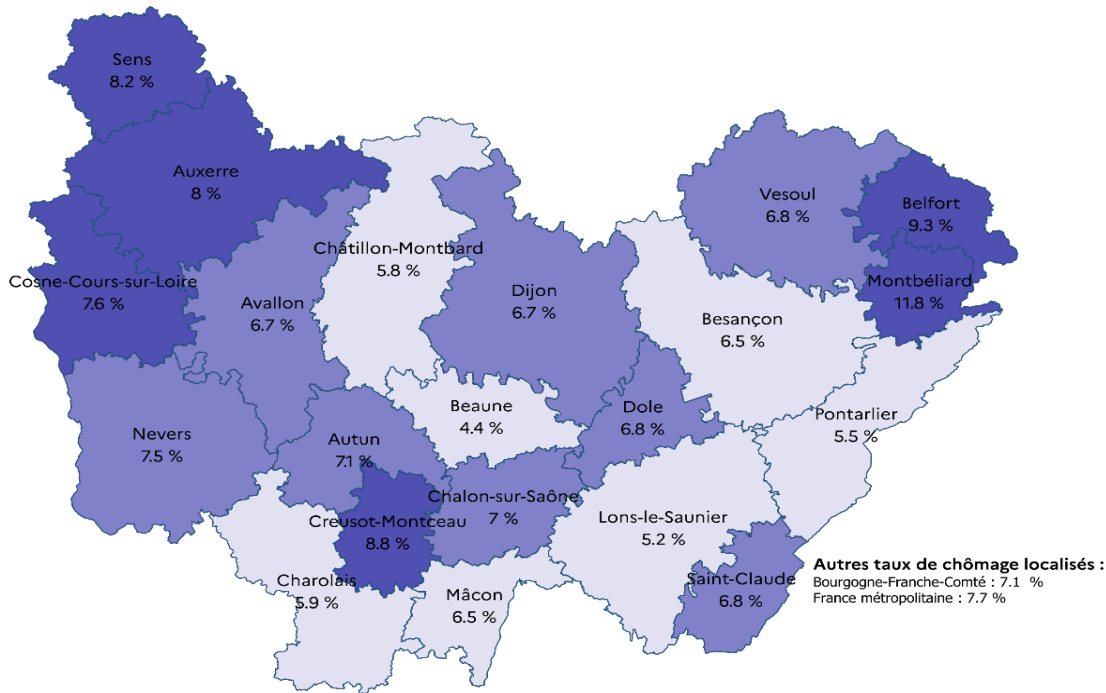 Sens
8.2 %
Auxerre
8 %
Vesoul
6.8 %
Belfort
9.3 %
Châtillon-Montbard
5.8 %
Cosne-Cours-sur-Loire
7.6 %
Montbéliard
11.8 %
Avallon
6.7 %
Dijon
6.7 %
Besançon
6.5 %
Beaune
4.4 %
Dole
6.8 %
Pontarlier
5.5 %
Nevers
7.5 %
Autun
7.1 %
Chalon-sur-Saône
7 %
Creusot-Montceau
8.8 %
Lons-le-Saunier
5.2 %
Charolais
5.9 %
Mâcon
6.5 %
Saint-Claude
6.8 %
Autres taux de chômage localisés :
Bourgogne-Franche-Comté : 7.1 %
France métropolitaine : 7.7 %